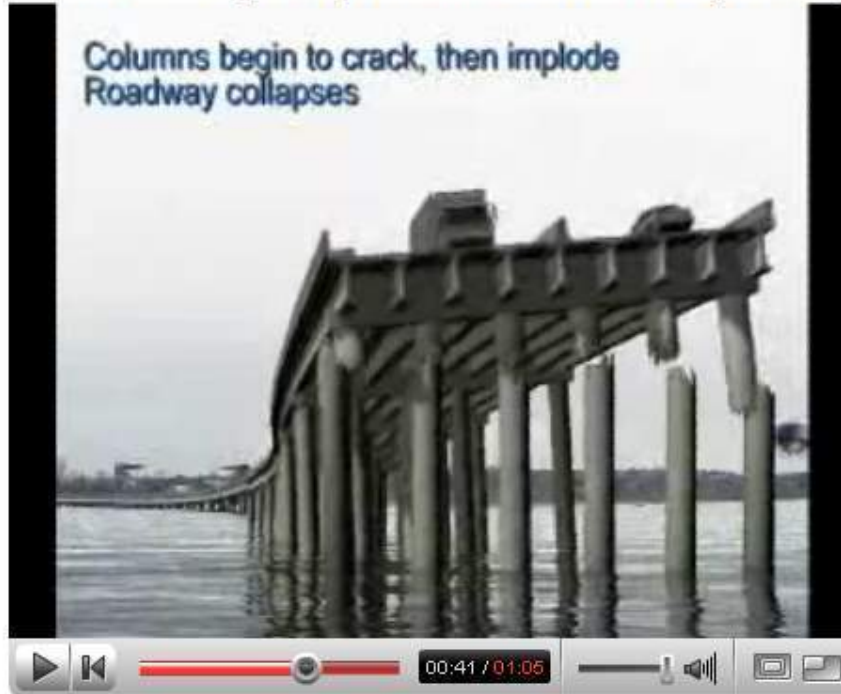 Columns begin to crack, then implode
Roadway collapses
00:41 / 01:05